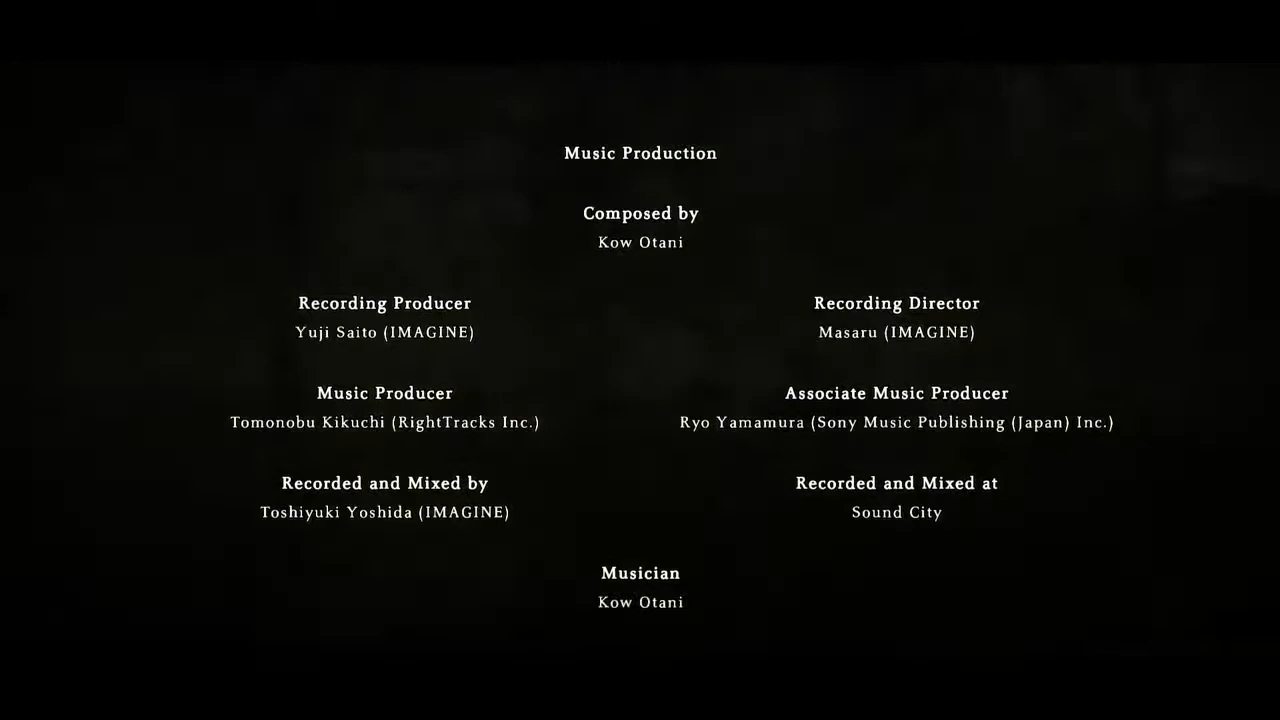 Music Production
Composed by
Kow Otani
Recording Producer
Yuji Saito (IMAGINE)
Recording Director
Masaru (IMAGINE)
Music Producer
Tomonobu Kikuchi (RightTracks Inc.)
Associate Music Producer
Ryo Yamamura (Sony Music Publishing (Japan) Inc.)
Recorded and Mixed by
Toshiyuki Yoshida (IMAGINE)
Recorded and Mixed at
Sound City
Musician
Kow Otani